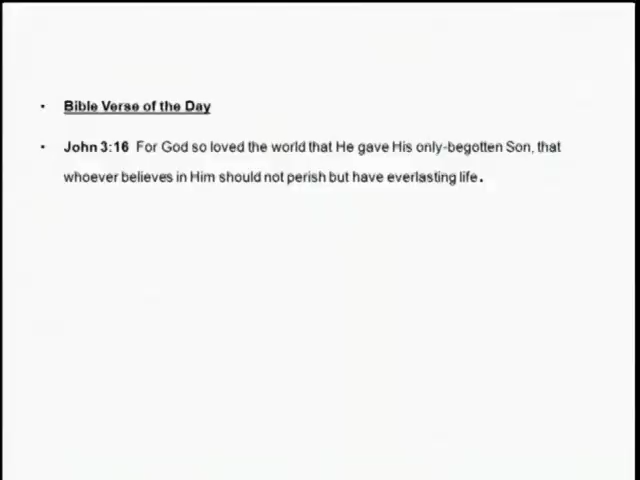 • Bible Verse of the Day
• John 3:16 For God so loved the world that He gave His only-begotten Son, that
whoever believes in Him should not perish but have everlasting life.